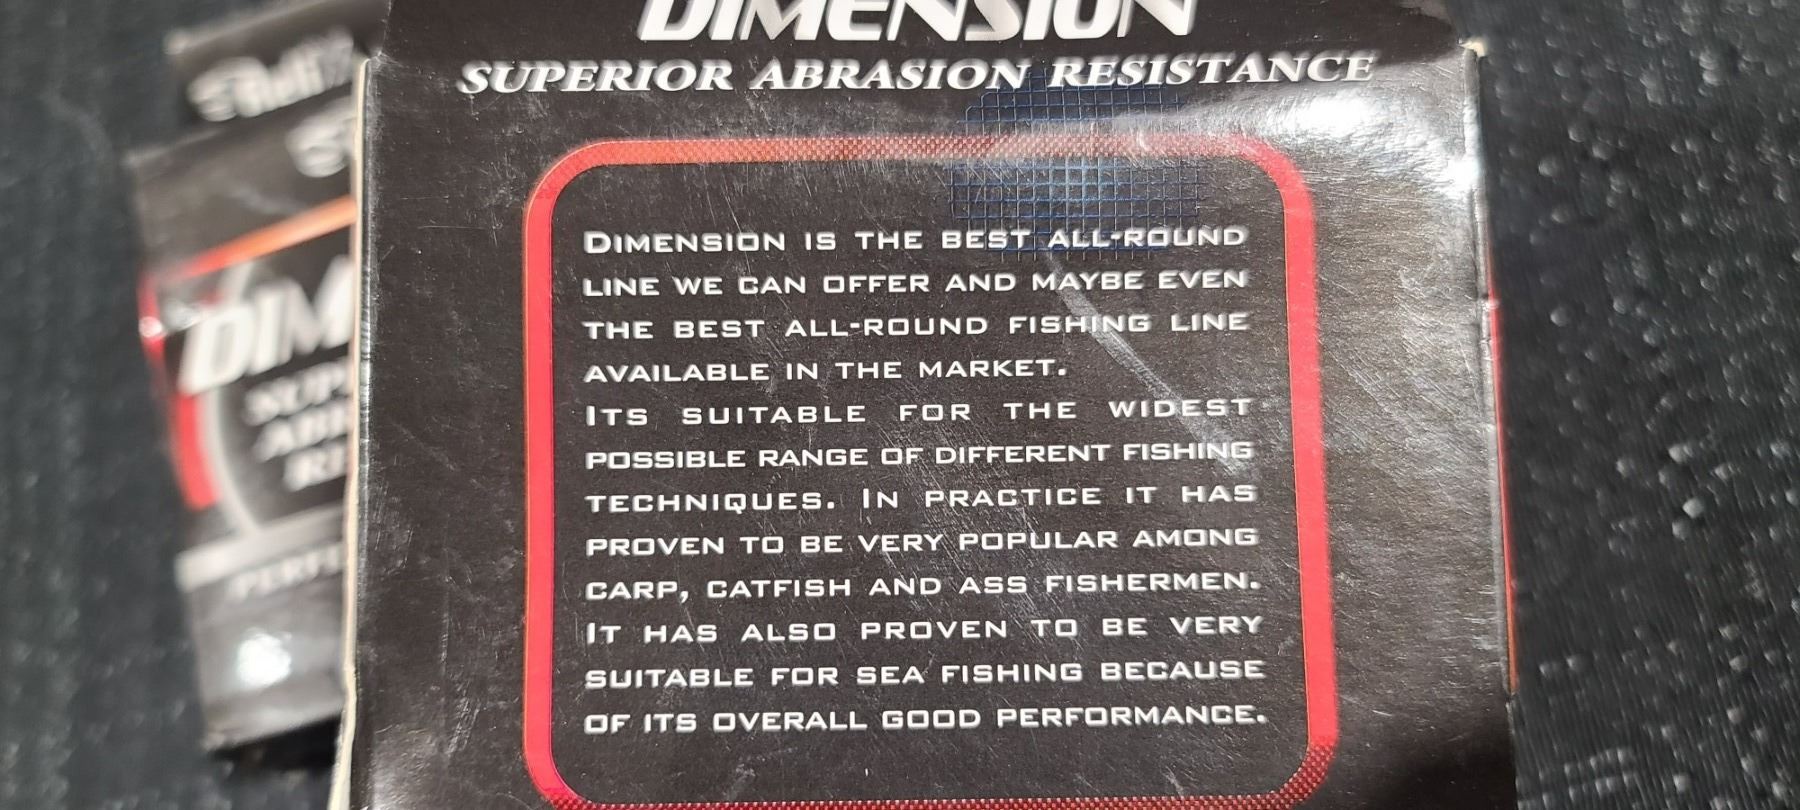 DIMENSION
SUPERIOR ABRASION RESISTANCE
DIMENSION IS THE BEST ALL-ROUND
LINE WE CAN OFFER AND MAYBE EVEN
THE BEST ALL-ROUND FISHING LINE
AVAILABLE IN THE MARKET.
ITS SUITABLE FOR THE WIDEST
POSSIBLE RANGE OF DIFFERENT FISHING
TECHNIQUES. IN PRACTICE IT HAS
PROVEN TO BE VERY POPULAR AMONG
CARP, CATFISH AND ASS FISHERMEN.
IT HAS ALSO PROVEN TO BE VERY
SUITABLE FOR SEA FISHING BECAUSE
OF ITS OVERALL GOOD PERFORMANCE.
DIM